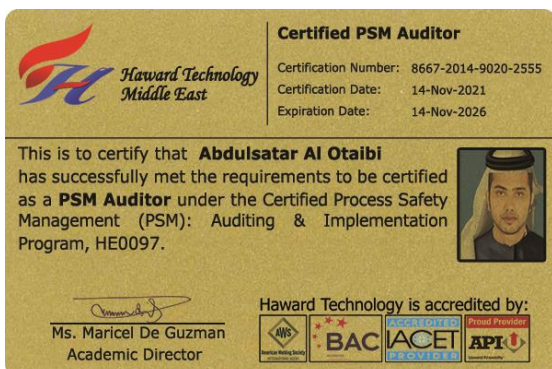 Haward Technology
Middle East
Certified PSM Auditor
Certification Number: 8667-2014-9020-2555
Certification Date: 14-Nov-2021
Expiration Date: 14-Nov-2026
This is to certify that Abdulsatar Al Otaibi
has successfully met the requirements to be certified
as a PSM Auditor under the Certified Process Safety
Management (PSM): Auditing & Implementation
Program, HE0097.
Ms. Maricel De Guzman
Academic Director
Haward Technology is accredited by:
AWS
American Welding Society
BAC
ACCREDITED
IACET
PROVIDER
Proud Provider
API